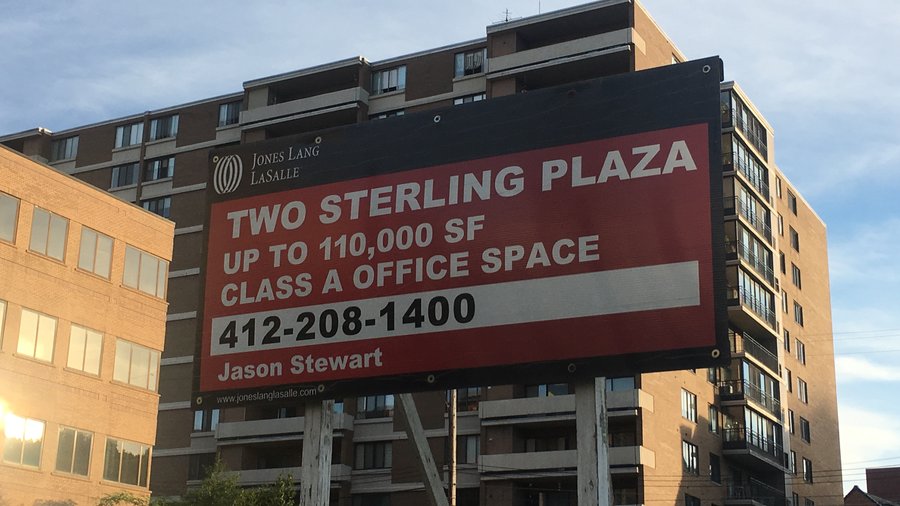 JONES LANG
LASALLE
TWO STERLING PLAZA
UP TO 110,000 SF
CLASS A OFFICE SPACE
412-208-1400
Jason Stewart
www.joneslanglasalle.com